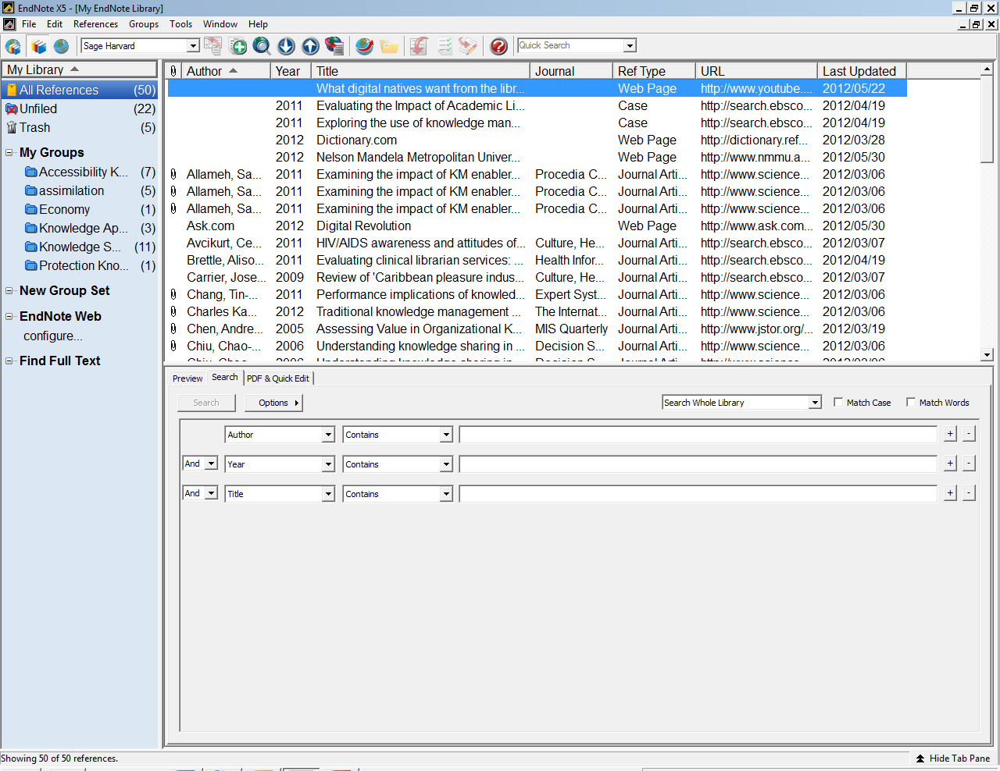 EndNote X5 - [My EndNote Library]
File Edit References Groups Tools Window Help
Sage Harvard Quick Search
My Library
All References (50)
Unfiled (22)
Trash (5)
My Groups
Accessibility K... (7)
assimilation (5)
Economy (1)
Knowledge Ap... (3)
Knowledge S... (11)
Protection Kno... (1)
New Group Set
EndNote Web
configure...
Find Full Text
Author Year Title Journal Ref Type URL Last Updated
What digital natives want from the libr... Web Page http://www.youtube.... 2012/05/22
2011 Evaluating the Impact of Academic Li... Case http://search.ebsco... 2012/04/19
2011 Exploring the use of knowledge man... Case http://search.ebsco... 2012/04/19
2012 Dictionary.com Web Page http://dictionary.ref... 2012/03/28
2012 Nelson Mandela Metropolitan Univer... Web Page http://www.nmmu.a... 2012/05/30
Allameh, Sa... 2011 Examining the impact of KM enabler... Procedia C... Journal Arti... http://www.science... 2012/03/06
Allameh, Sa... 2011 Examining the impact of KM enabler... Procedia C... Journal Arti... http://www.science... 2012/03/06
Allameh, Sa... 2011 Examining the impact of KM enabler... Procedia C... Journal Arti... http://www.science... 2012/03/06
Ask.com 2012 Digital Revolution Web Page http://www.ask.com... 2012/05/30
Avcikurt, Ce... 2011 HIV/AIDS awareness and attitudes of... Culture, He... Journal Arti... http://search.ebsco... 2012/03/07
Brettle, Aliso... 2011 Evaluating clinical librarian services: ... Health Infor... Journal Arti... http://search.ebsco... 2012/04/19
Carrier, Jose... 2009 Review of 'Caribbean pleasure indus... Culture, He... Journal Arti... http://search.ebsco... 2012/03/07
Chang, Tin-... 2011 Performance implications of knowled... Expert Syst... Journal Arti... http://www.science... 2012/03/06
Charles Ka... 2012 Traditional knowledge management ... The Internat... Journal Arti... http://www.science... 2012/03/06
Chen, Andre... 2005 Assessing Value in Organizational K... MIS Quarterly Journal Arti... http://www.jstor.org/... 2012/03/19
Chiu, Chao-... 2006 Understanding knowledge sharing in ... Decision S... Journal Arti... http://www.science... 2012/03/06
Chiu, Chao-... 2006 Understanding knowledge sharing in ... Decision S... Journal Arti... http://www.science... 2012/03/06
Preview Search PDF & Quick Edit
Search Options Search Whole Library Match Case Match Words
Author Contains + -
And Year Contains + -
And Title Contains + -
Showing 50 of 50 references. Hide Tab Pane